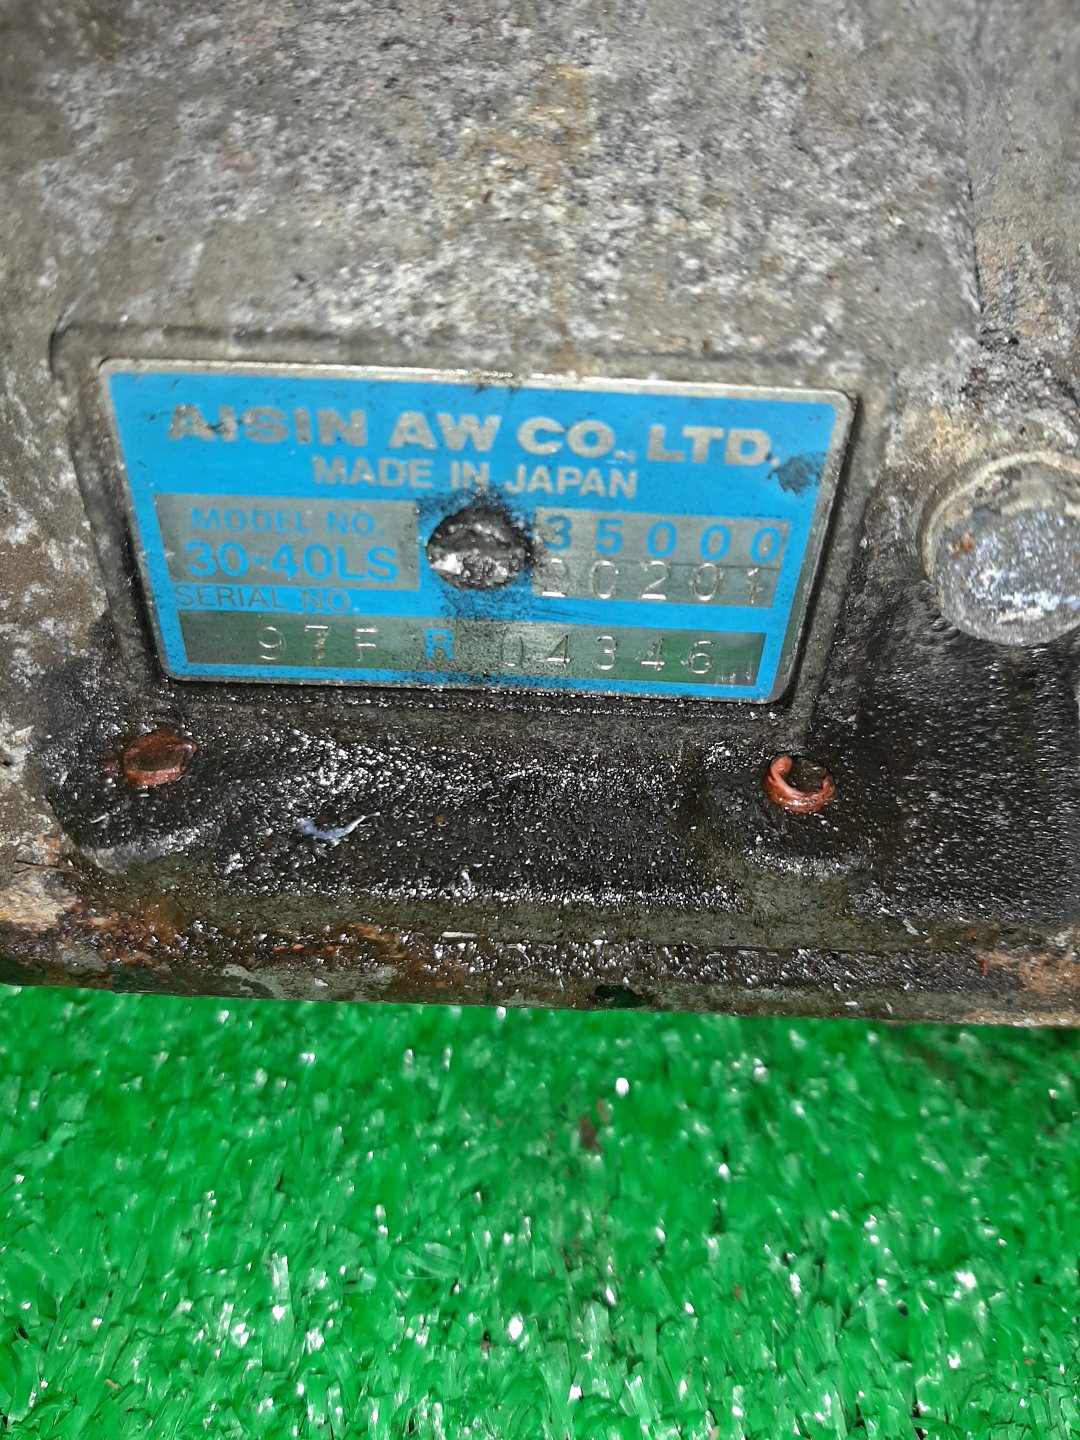 AISIN AW CO., LTD.
MADE IN JAPAN
MODEL NO.
30-40LS
35000
20201
SERIAL NO.
97F R 04346